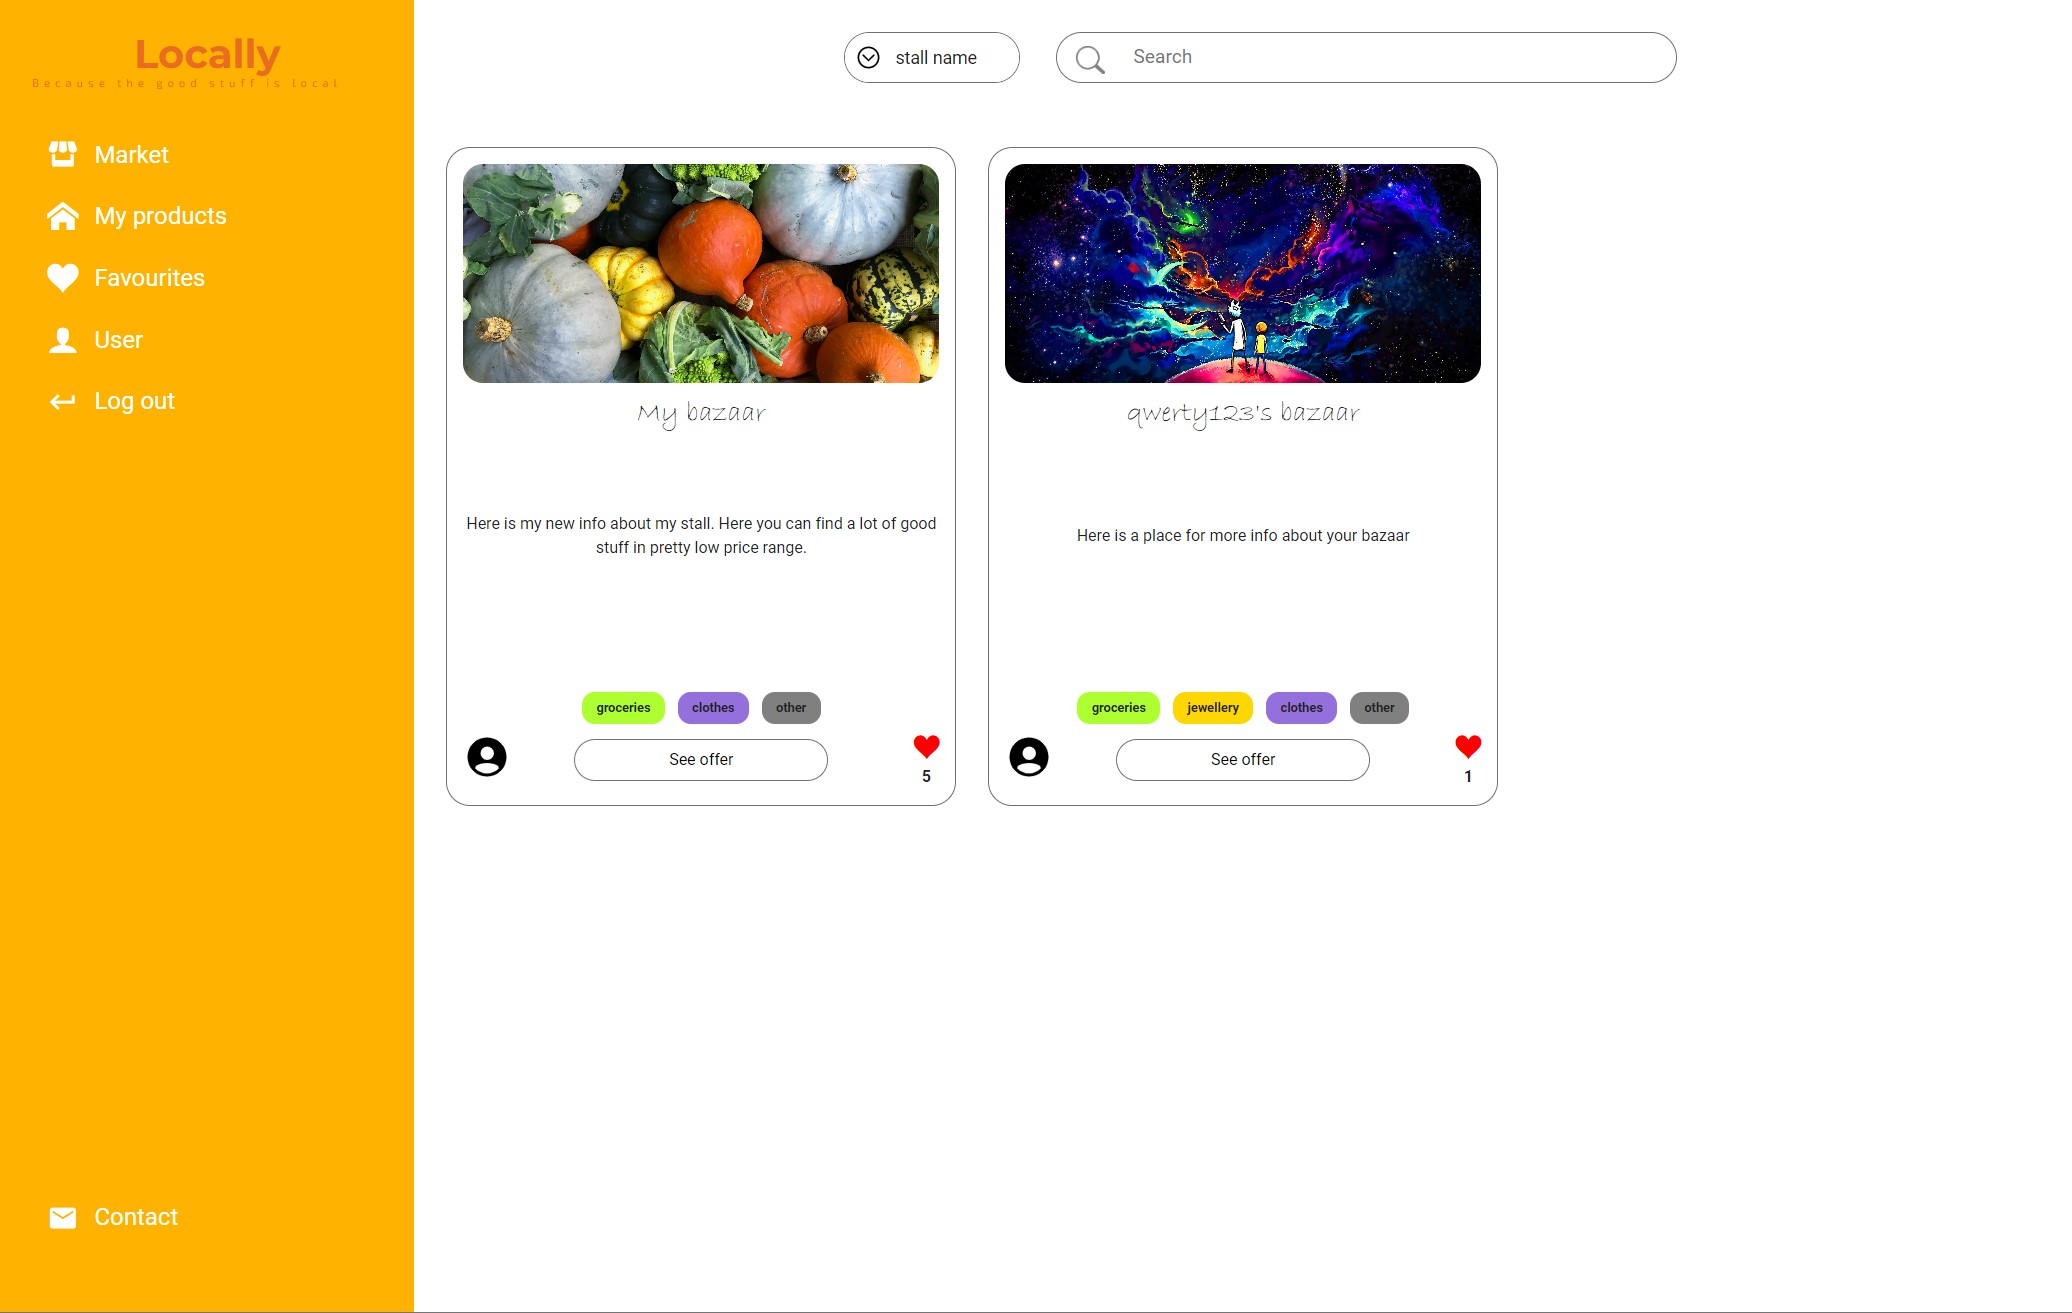 Locally
Because the good stuff is local
Market
My products
Favourites
User
Log out
Contact
stall name
Search
My bazaar
Here is my new info about my stall. Here you can find a lot of good
stuff in pretty low price range.
groceries clothes other
See offer
5
qwerty123's bazaar
Here is a place for more info about your bazaar
groceries jewellery clothes other
See offer
1